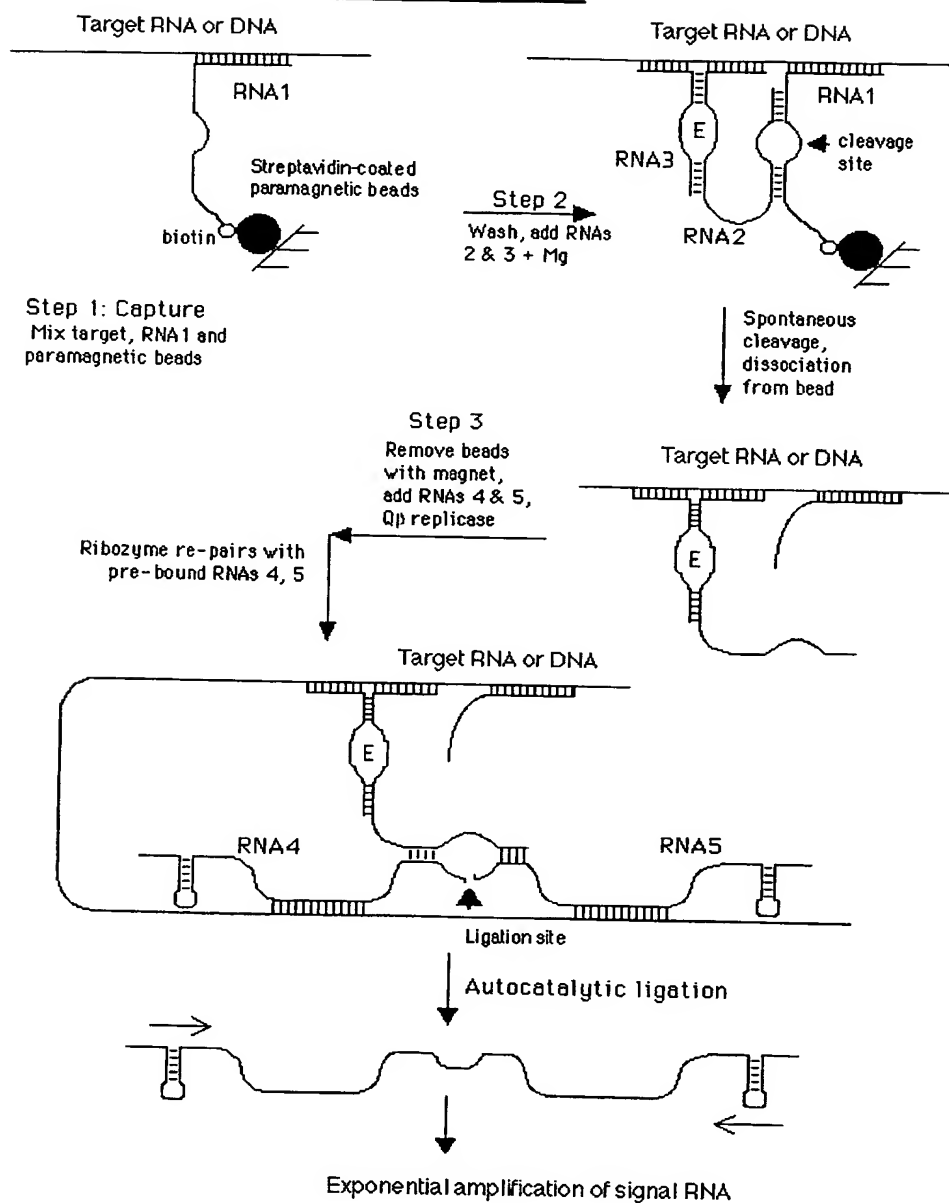 Target RNA or DNA
RNA1
Streptavidin-coated
paramagnetic beads
biotin
Step 1: Capture
Mix target, RNA1 and
paramagnetic beads
Step 2
Wash, add RNAs
2 & 3 + Mg
Target RNA or DNA
RNA1
E
cleavage
site
RNA3
RNA2
Spontaneous
cleavage,
dissociation
from bead
Step 3
Remove beads
with magnet,
add RNAs 4 & 5,
Qβ replicase
Target RNA or DNA
E
Ribozyme re-pairs with
pre-bound RNAs 4, 5
Target RNA or DNA
E
RNA4
RNA5
Ligation site
Autocatalytic ligation
Exponential amplification of signal RNA